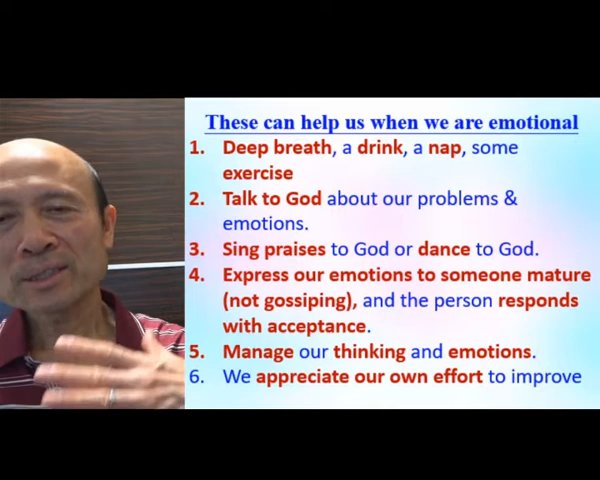 These can help us when we are emotional
1. Deep breath, a drink, a nap, some
exercise
2. Talk to God about our problems &
emotions.
3. Sing praises to God or dance to God.
4. Express our emotions to someone mature
(not gossiping), and the person responds
with acceptance.
5. Manage our thinking and emotions.
6. We appreciate our own effort to improve